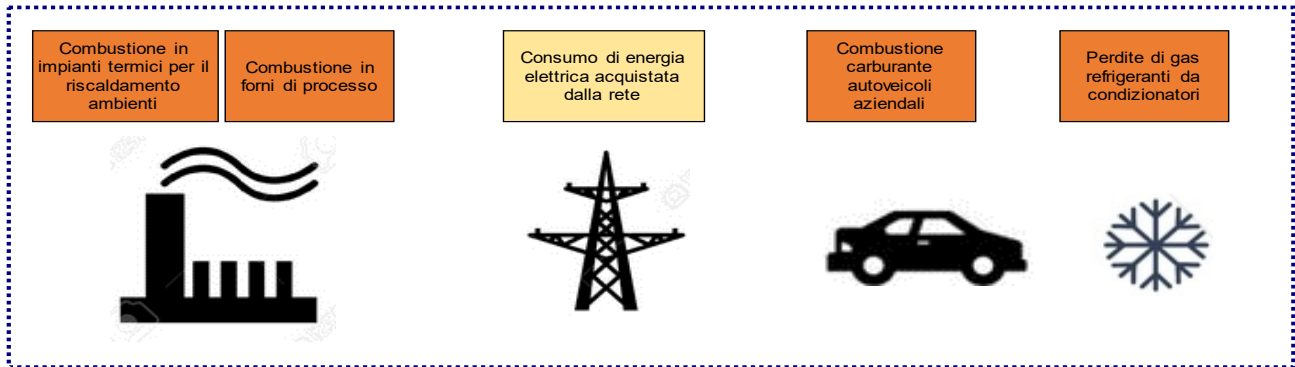 Combustione in
impianti termici per il
riscaldamento
ambienti
Combustione in
forni di processo
Consumo di energia
elettrica acquistata
dalla rete
Combustione
carburante
autoveicoli
aziendali
Perdite di gas
refrigeranti da
condizionatori